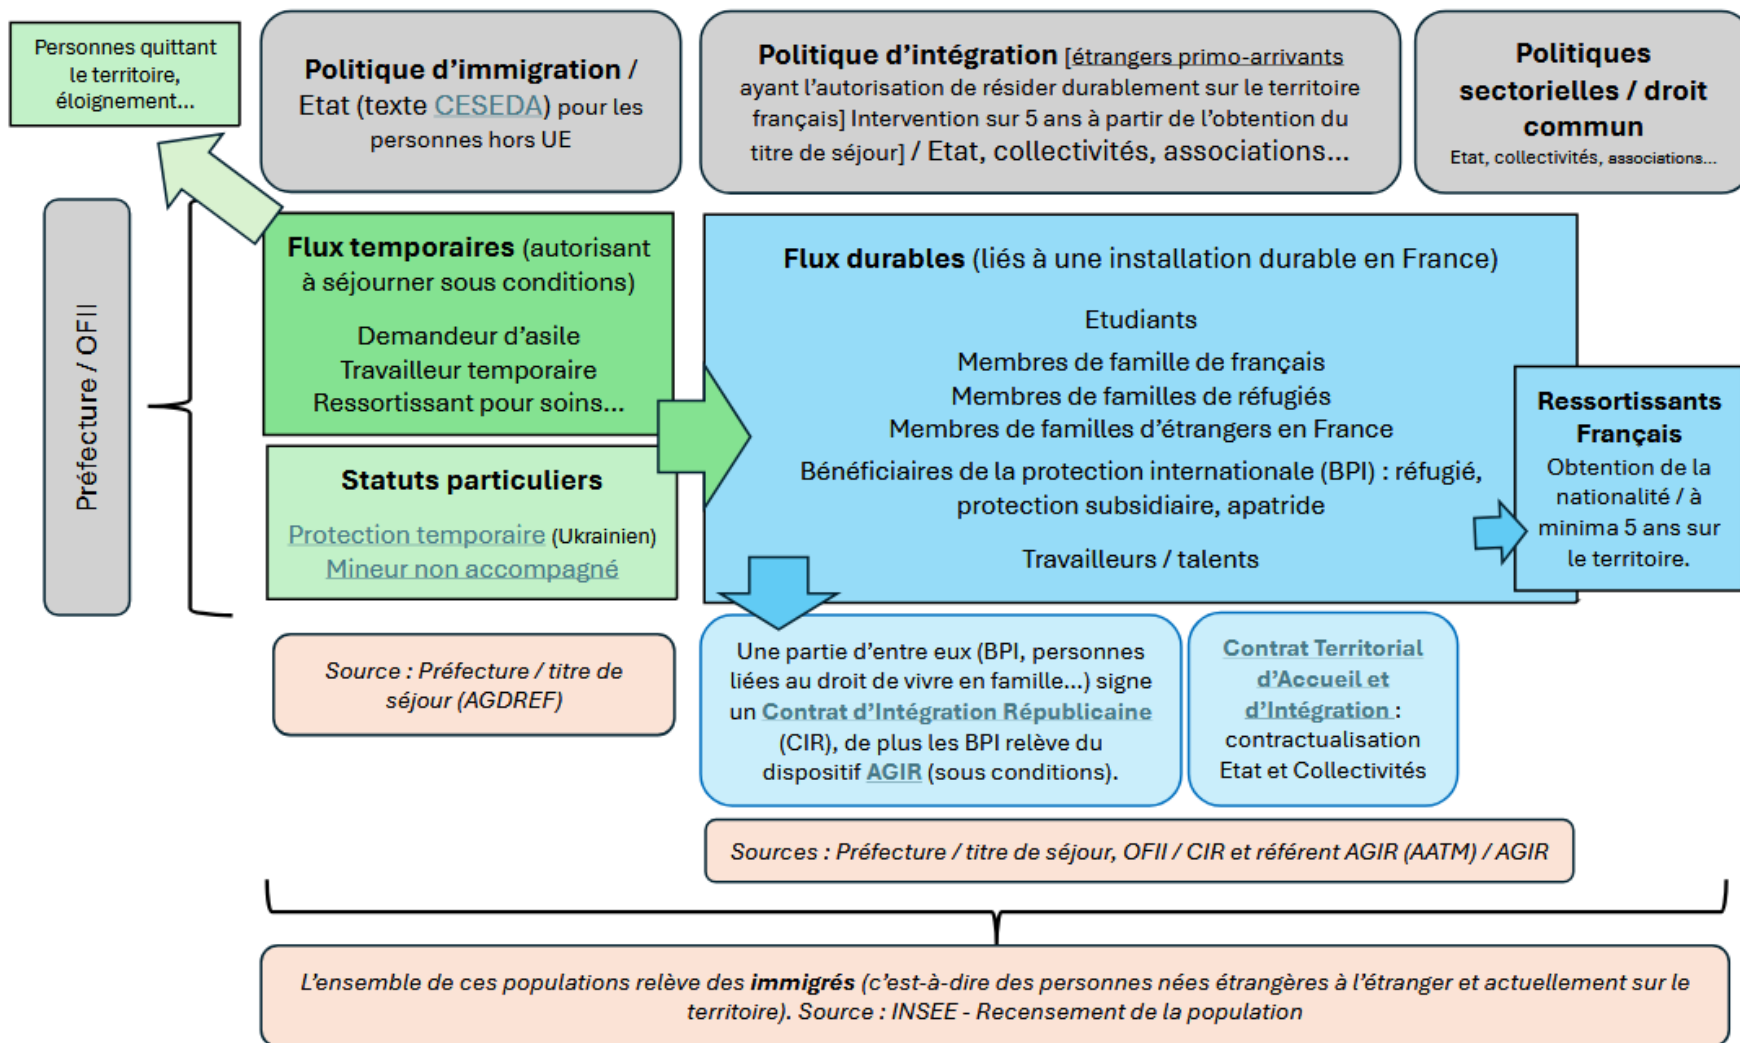 Personnes quittant
le territoire,
éloignement...
Politique d'immigration /
Etat (texte CESEDA) pour les
personnes hors UE
Politique d'intégration [étrangers primo-arrivants
ayant l'autorisation de résider durablement sur le territoire
français] Intervention sur 5 ans à partir de l'obtention du
titre de séjour] / Etat, collectivités, associations...
Politiques
sectorielles / droit
commun
Etat, collectivités, associations...
Préfecture / OFII
Flux temporaires (autorisant
à séjourner sous conditions)
Demandeur d'asile
Travailleur temporaire
Ressortissant pour soins...
Statuts particuliers
Protection temporaire (Ukrainien)
Mineur non accompagné
Flux durables (liés à une installation durable en France)
Etudiants
Membres de famille de français
Membres de familles de réfugiés
Membres de familles d'étrangers en France
Bénéficiaires de la protection internationale (BPI) : réfugié,
protection subsidiaire, apatride
Travailleurs / talents
Ressortissants
Français
Obtention de la
nationalité / à
minima 5 ans sur
le territoire.
Source : Préfecture / titre de
séjour (AGDREF)
Une partie d'entre eux (BPI, personnes
liées au droit de vivre en famille...) signe
un Contrat d'Intégration Républicaine
(CIR), de plus les BPI relève du
dispositif AGIR (sous conditions).
Contrat Territorial
d'Accueil et
d'Intégration :
contractualisation
Etat et Collectivités
Sources : Préfecture / titre de séjour, OFII / CIR et référent AGIR (AATM) / AGIR
L'ensemble de ces populations relève des immigrés (c'est-à-dire des personnes nées étrangères à l'étranger et actuellement sur le
territoire). Source : INSEE - Recensement de la population